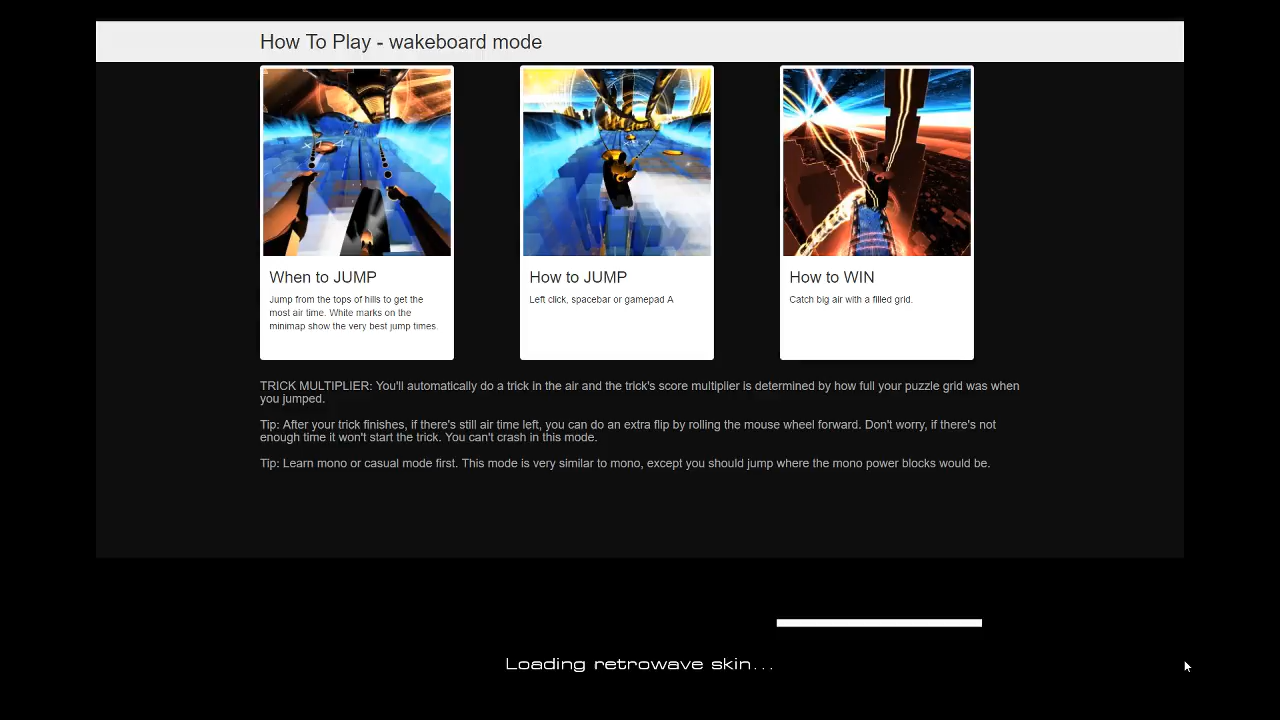 How To Play - wakeboard mode
When to JUMP
Jump from the tops of hills to get the
most air time. White marks on the
minimap show the very best jump times.
How to JUMP
Left click, spacebar or gamepad A
How to WIN
Catch big air with a filled grid.
TRICK MULTIPLIER: You'll automatically do a trick in the air and the trick's score multiplier is determined by how full your puzzle grid was when
you jumped.
Tip: After your trick finishes, if there's still air time left, you can do an extra flip by rolling the mouse wheel forward. Don't worry, if there's not
enough time it won't start the trick. You can't crash in this mode.
Tip: Learn mono or casual mode first. This mode is very similar to mono, except you should jump where the mono power blocks would be.
Loading retrowave skin...